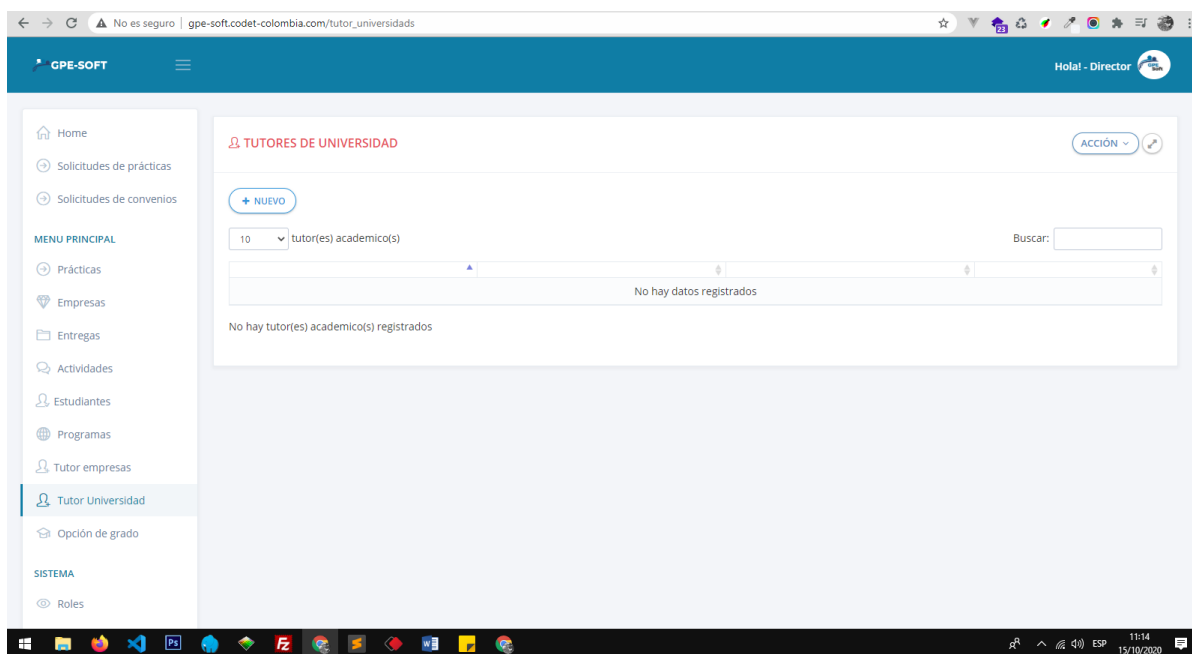 No es seguro | gpe-soft.codet-colombia.com/tutor_universidads
23
GPE-SOFT
Hola! - Director
Home
Solicitudes de prácticas
Solicitudes de convenios
MENU PRINCIPAL
Prácticas
Empresas
Entregas
Actividades
Estudiantes
Programas
Tutor empresas
Tutor Universidad
Opción de grado
SISTEMA
Roles
TUTORES DE UNIVERSIDAD
ACCIÓN
+ NUEVO
10 tutor(es) academico(s)
Buscar:
No hay datos registrados
No hay tutor(es) academico(s) registrados
Ps
Fz
ESP
11:14
15/10/2020